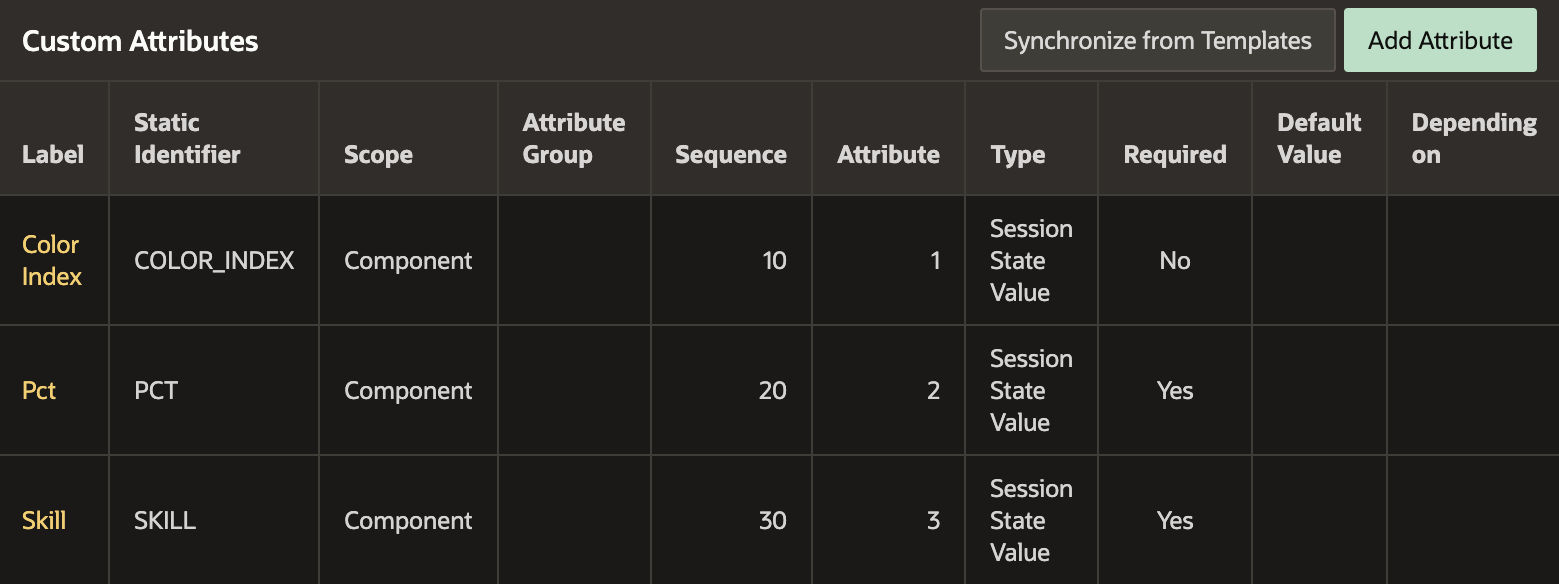 Custom Attributes
Synchronize from Templates
Add Attribute
Label
Static
Identifier
Scope
Attribute
Group
Sequence
Attribute
Type
Required
Default
Value
Depending
on
Color
Index
COLOR_INDEX
Component
10
1
Session
State
Value
No
Pct
PCT
Component
20
2
Session
State
Value
Yes
Skill
SKILL
Component
30
3
Session
State
Value
Yes